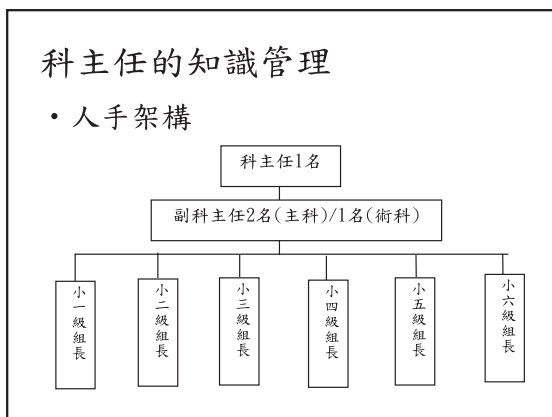 科主任的知識管理
•人手架構
科主任1名
副科主任2名(主科)/1名(術科)
小一級組長
小二級組長
小三級組長
小四級組長
小五級組長
小六級組長